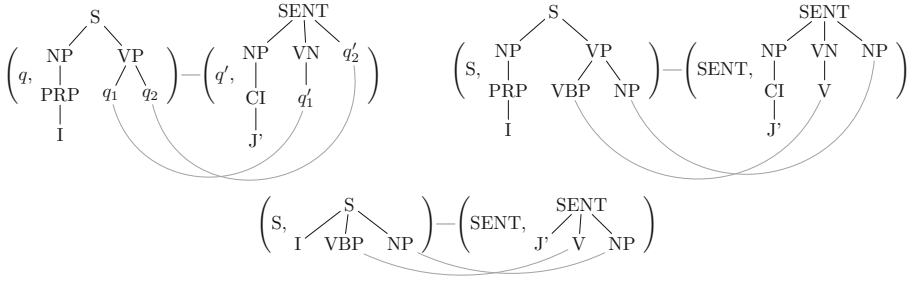 S SENT S SENT
NP VP NP VN q′₂ NP VP NP VN NP
(q, )—(q′, ) (S, )—(SENT, )
PRP q₁ q₂ CI q′₁ PRP VBP NP CI V
I J' I J'
S SENT
(S, )—(SENT, )
I VBP NP J' V NP